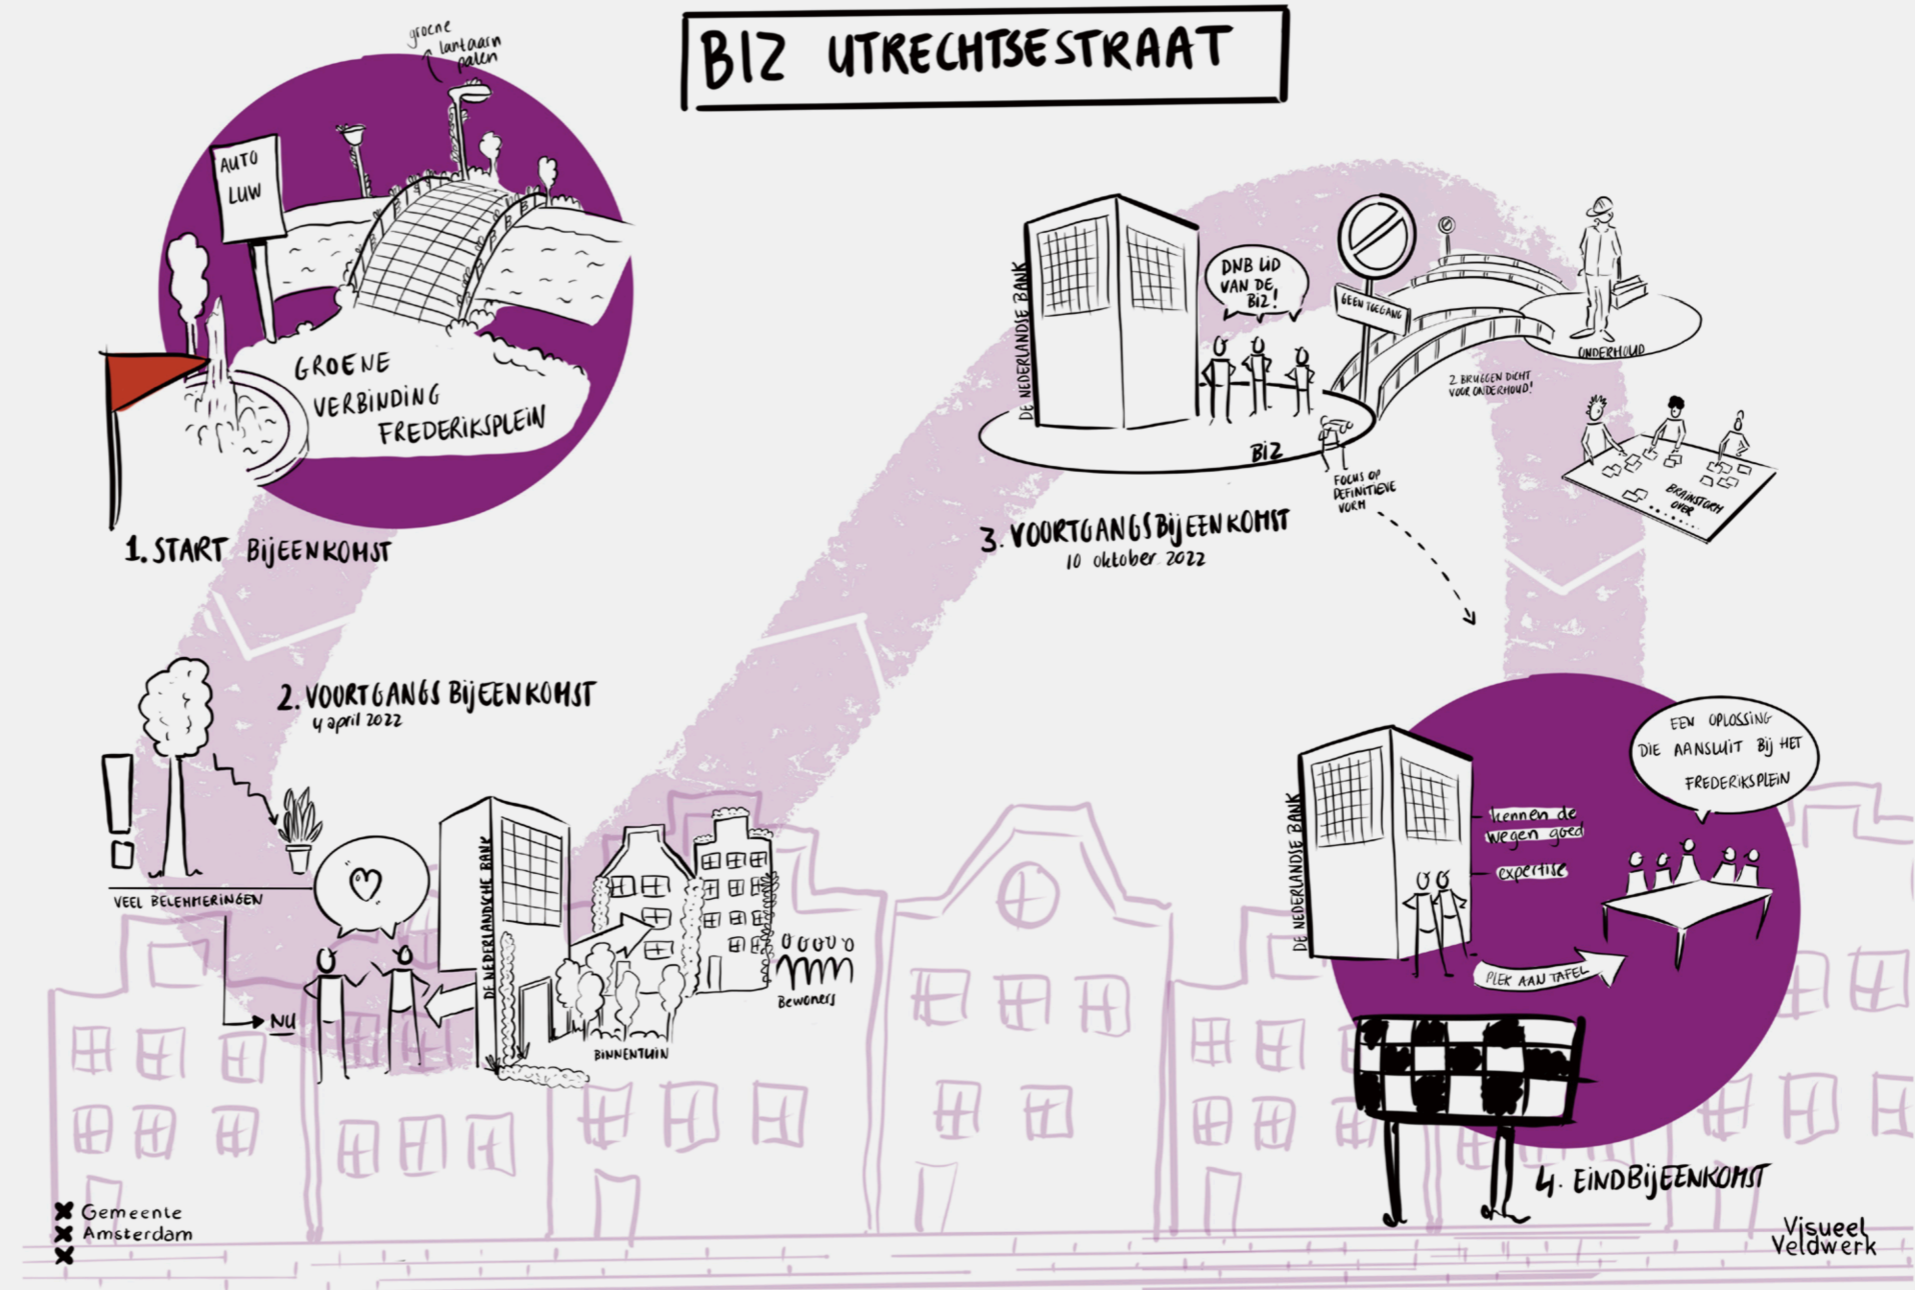 BIZ UTRECHTSESTRAAT
groene
lantaarn
palen
AUTO
LUW
GROENE
VERBINDING
FREDERIKSPLEIN
1. START BIJEENKOMST
2. VOORTGANGSBIJEENKOMST
4 april 2022
VEEL BELEMMERINGEN
NU
DE NEDERLANDSCHE BANK
BINNENTUIN
Bewoners
3. VOORTGANGSBIJEENKOMST
10 oktober 2022
DE NEDERLANDSE BANK
DNB LID
VAN DE
BIZ!
BIZ
GEEN TOEGANG
ONDERHOUD
2 BRUGGEN DICHT
VOOR ONDERHOUD!
FOCUS OP
DEFINITIEVE
VORM
BRAINSTORM
OVER
.......
DE NEDERLANDSE BANK
kennen de
wegen goed
expertise
EEN OPLOSSING
DIE AANSLUIT BIJ HET
FREDERIKSPLEIN
PLEK AAN TAFEL
4. EINDBIJEENKOMST
Gemeente
Amsterdam
Visueel
Veldwerk